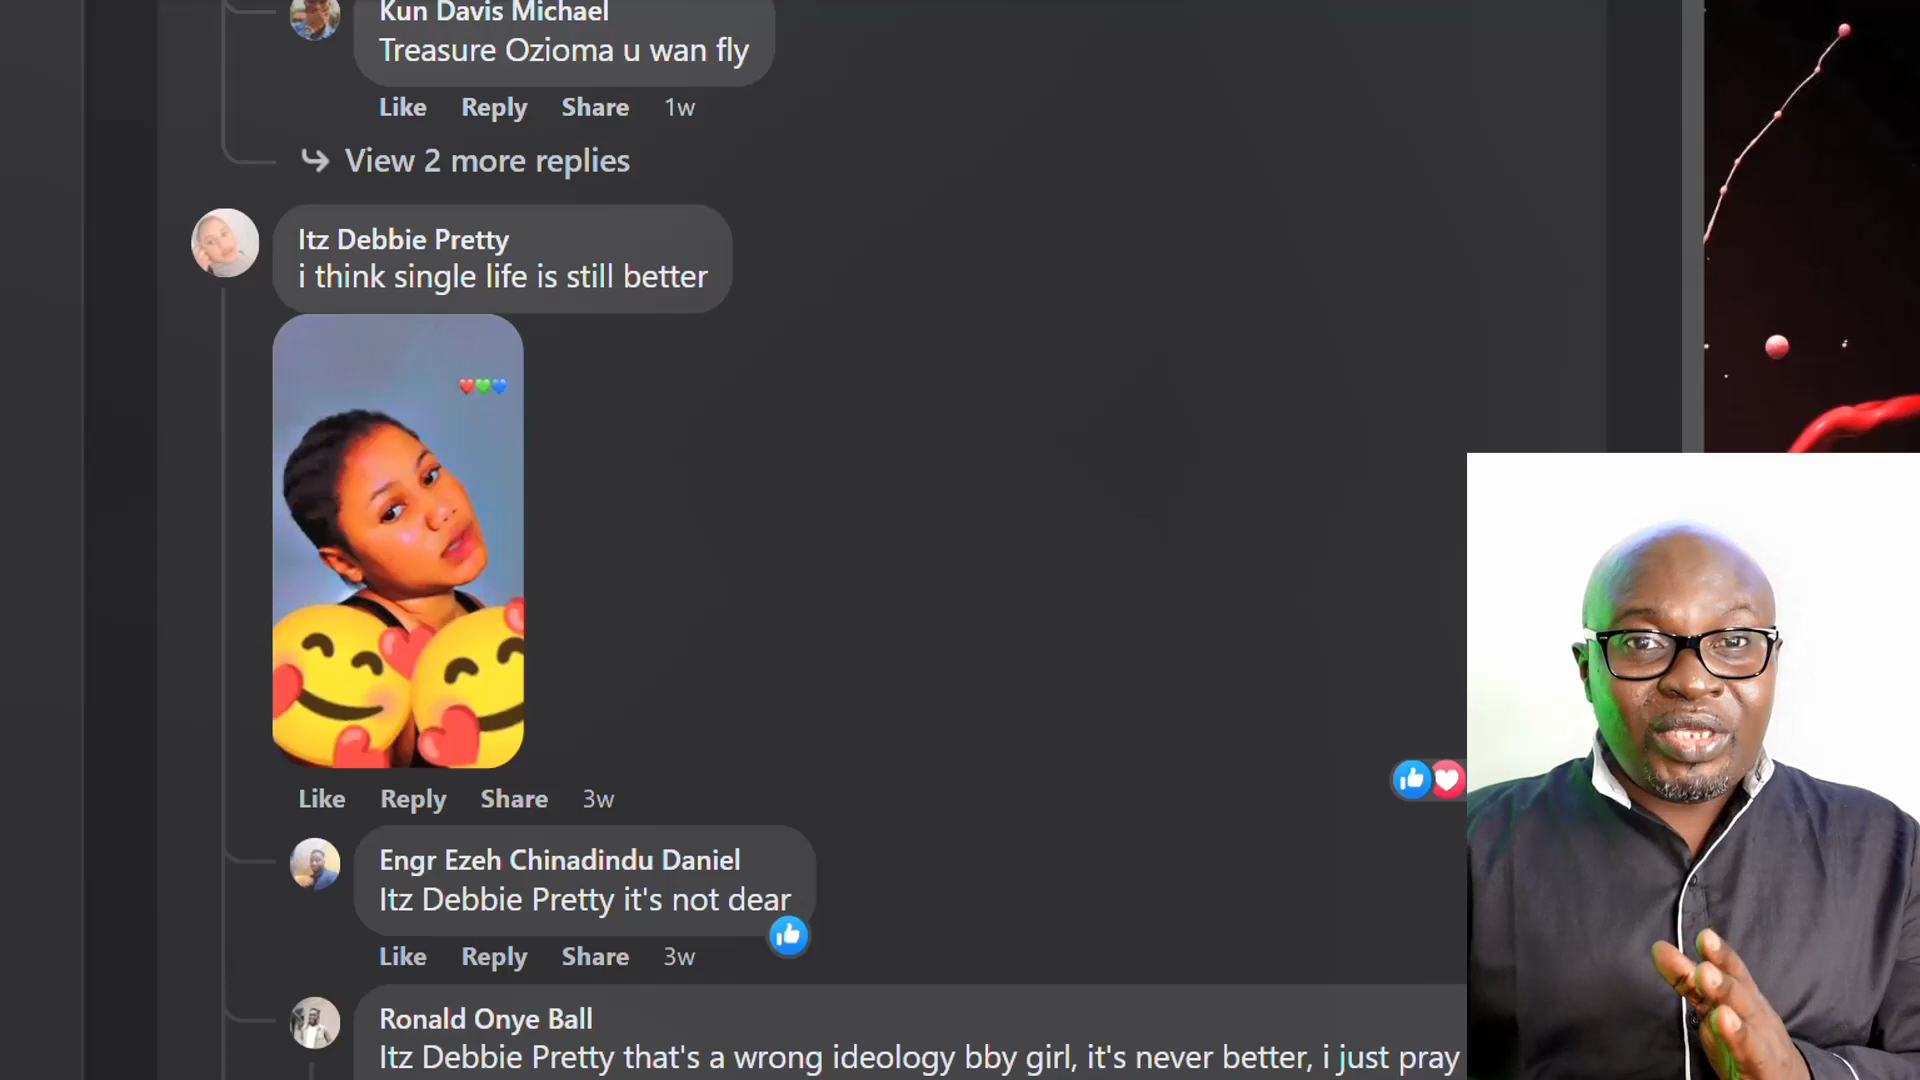 Kun Davis Michael
Treasure Ozioma u wan fly
Like Reply Share 1w
View 2 more replies
Itz Debbie Pretty
i think single life is still better
Like Reply Share 3w
Engr Ezeh Chinadindu Daniel
Itz Debbie Pretty it's not dear
Like Reply Share 3w
Ronald Onye Ball
Itz Debbie Pretty that's a wrong ideology bby girl, it's never better, i just pray